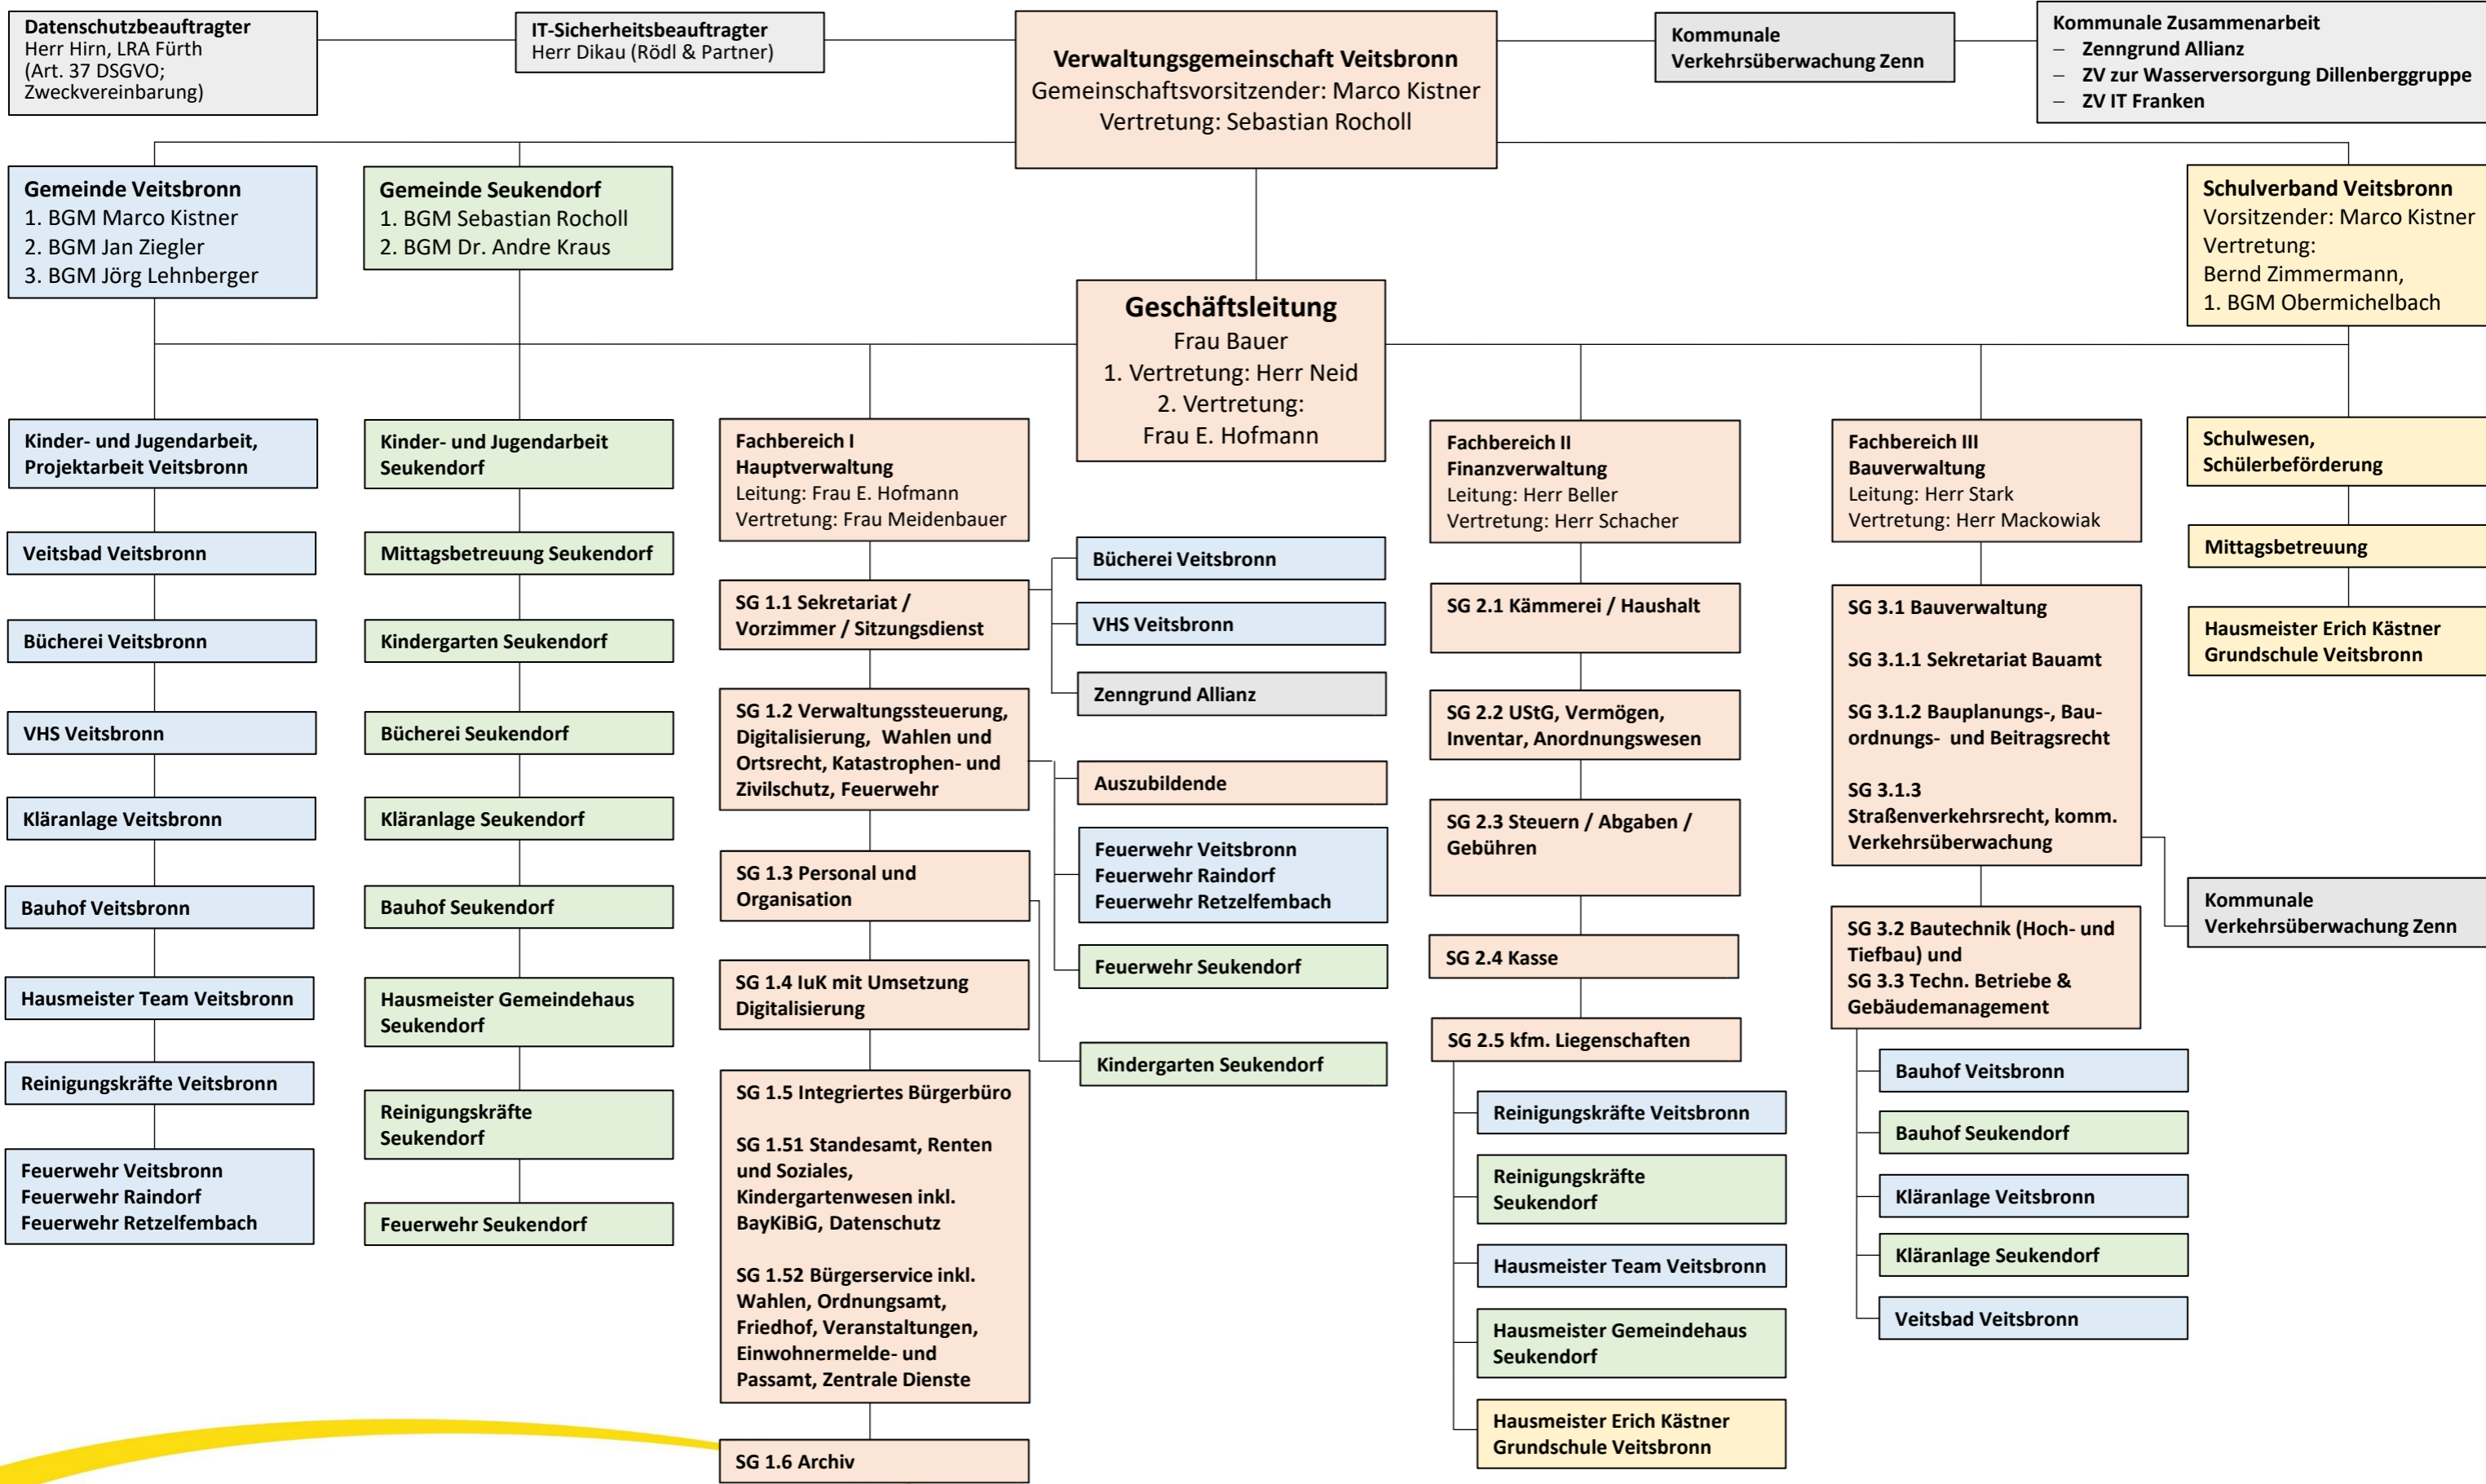 Datenschutzbeauftragter
Herr Hirn, LRA Fürth
(Art. 37 DSGVO;
Zweckvereinbarung)
IT-Sicherheitsbeauftragter
Herr Dikau (Rödl & Partner)
Verwaltungsgemeinschaft Veitsbronn
Gemeinschaftsvorsitzender: Marco Kistner
Vertretung: Sebastian Rocholl
Kommunale
Verkehrsüberwachung Zenn
Kommunale Zusammenarbeit
– Zenngrund Allianz
– ZV zur Wasserversorgung Dillenberggruppe
– ZV IT Franken
Gemeinde Veitsbronn
1. BGM Marco Kistner
2. BGM Jan Ziegler
3. BGM Jörg Lehnberger
Gemeinde Seukendorf
1. BGM Sebastian Rocholl
2. BGM Dr. Andre Kraus
Schulverband Veitsbronn
Vorsitzender: Marco Kistner
Vertretung:
Bernd Zimmermann,
1. BGM Obermichelbach
Geschäftsleitung
Frau Bauer
1. Vertretung: Herr Neid
2. Vertretung:
Frau E. Hofmann
Kinder- und Jugendarbeit,
Projektarbeit Veitsbronn
Veitsbad Veitsbronn
Bücherei Veitsbronn
VHS Veitsbronn
Kläranlage Veitsbronn
Bauhof Veitsbronn
Hausmeister Team Veitsbronn
Reinigungskräfte Veitsbronn
Feuerwehr Veitsbronn
Feuerwehr Raindorf
Feuerwehr Retzelfembach
Kinder- und Jugendarbeit
Seukendorf
Mittagsbetreuung Seukendorf
Kindergarten Seukendorf
Bücherei Seukendorf
Kläranlage Seukendorf
Bauhof Seukendorf
Hausmeister Gemeindehaus
Seukendorf
Reinigungskräfte
Seukendorf
Feuerwehr Seukendorf
Fachbereich I
Hauptverwaltung
Leitung: Frau E. Hofmann
Vertretung: Frau Meidenbauer
SG 1.1 Sekretariat /
Vorzimmer / Sitzungsdienst
SG 1.2 Verwaltungssteuerung,
Digitalisierung, Wahlen und
Ortsrecht, Katastrophen- und
Zivilschutz, Feuerwehr
SG 1.3 Personal und
Organisation
SG 1.4 IuK mit Umsetzung
Digitalisierung
SG 1.5 Integriertes Bürgerbüro
SG 1.51 Standesamt, Renten
und Soziales,
Kindergartenwesen inkl.
BayKiBiG, Datenschutz
SG 1.52 Bürgerservice inkl.
Wahlen, Ordnungsamt,
Friedhof, Veranstaltungen,
Einwohnermelde- und
Passamt, Zentrale Dienste
SG 1.6 Archiv
Bücherei Veitsbronn
VHS Veitsbronn
Zenngrund Allianz
Auszubildende
Feuerwehr Veitsbronn
Feuerwehr Raindorf
Feuerwehr Retzelfembach
Feuerwehr Seukendorf
Kindergarten Seukendorf
Fachbereich II
Finanzverwaltung
Leitung: Herr Beller
Vertretung: Herr Schacher
SG 2.1 Kämmerei / Haushalt
SG 2.2 UStG, Vermögen,
Inventar, Anordnungswesen
SG 2.3 Steuern / Abgaben /
Gebühren
SG 2.4 Kasse
SG 2.5 kfm. Liegenschaften
Reinigungskräfte Veitsbronn
Reinigungskräfte
Seukendorf
Hausmeister Team Veitsbronn
Hausmeister Gemeindehaus
Seukendorf
Hausmeister Erich Kästner
Grundschule Veitsbronn
Fachbereich III
Bauverwaltung
Leitung: Herr Stark
Vertretung: Herr Mackowiak
SG 3.1 Bauverwaltung
SG 3.1.1 Sekretariat Bauamt
SG 3.1.2 Bauplanungs-, Bau-
ordnungs- und Beitragsrecht
SG 3.1.3
Straßenverkehrsrecht, komm.
Verkehrsüberwachung
SG 3.2 Bautechnik (Hoch- und
Tiefbau) und
SG 3.3 Techn. Betriebe &
Gebäudemanagement
Bauhof Veitsbronn
Bauhof Seukendorf
Kläranlage Veitsbronn
Kläranlage Seukendorf
Veitsbad Veitsbronn
Schulwesen,
Schülerbeförderung
Mittagsbetreuung
Hausmeister Erich Kästner
Grundschule Veitsbronn
Kommunale
Verkehrsüberwachung Zenn